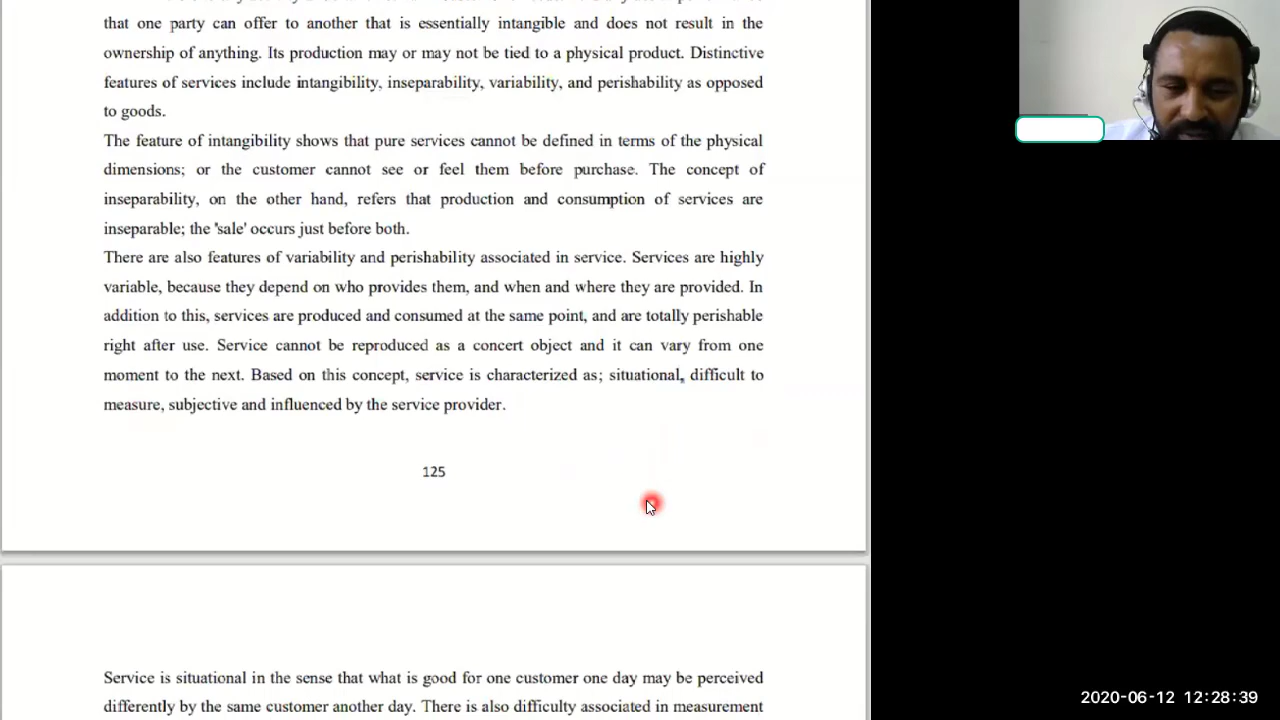 that one party can offer to another that is essentially intangible and does not result in the
ownership of anything. Its production may or may not be tied to a physical product. Distinctive
features of services include intangibility, inseparability, variability, and perishability as opposed
to goods.
The feature of intangibility shows that pure services cannot be defined in terms of the physical
dimensions; or the customer cannot see or feel them before purchase. The concept of
inseparability, on the other hand, refers that production and consumption of services are
inseparable; the 'sale' occurs just before both.
There are also features of variability and perishability associated in service. Services are highly
variable, because they depend on who provides them, and when and where they are provided. In
addition to this, services are produced and consumed at the same point, and are totally perishable
right after use. Service cannot be reproduced as a concert object and it can vary from one
moment to the next. Based on this concept, service is characterized as; situational, difficult to
measure, subjective and influenced by the service provider.
125
Service is situational in the sense that what is good for one customer one day may be perceived
differently by the same customer another day. There is also difficulty associated in measurement
2020-06-12 12:28:39